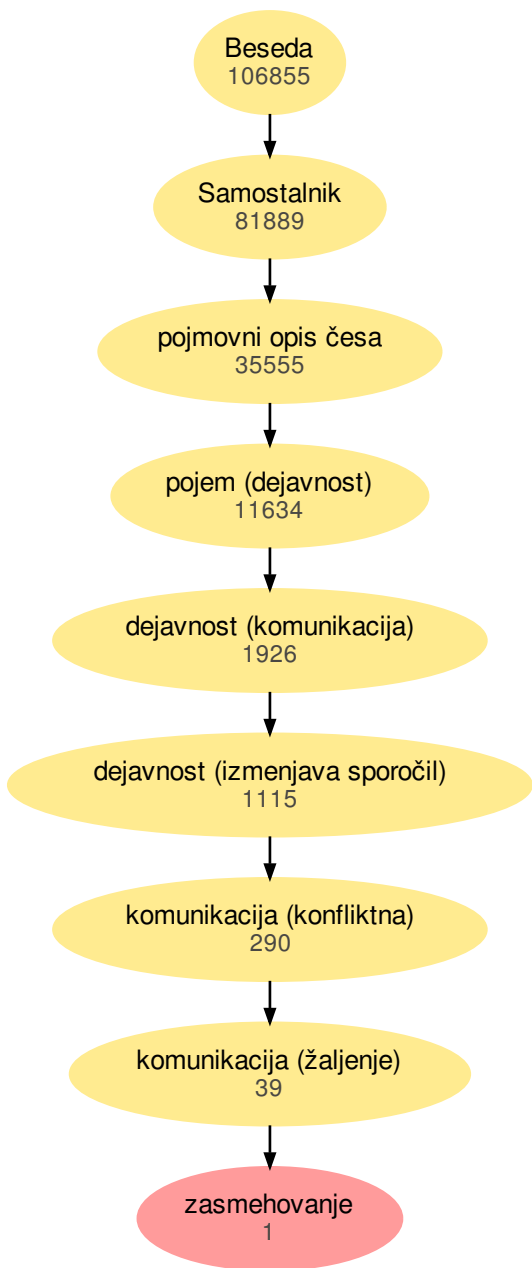 Beseda
106855
Samostalnik
81889
pojmovni opis česa
35555
pojem (dejavnost)
11634
dejavnost (komunikacija)
1926
dejavnost (izmenjava sporočil)
1115
komunikacija (konfliktna)
290
komunikacija (žaljenje)
39
zasmehovanje
1